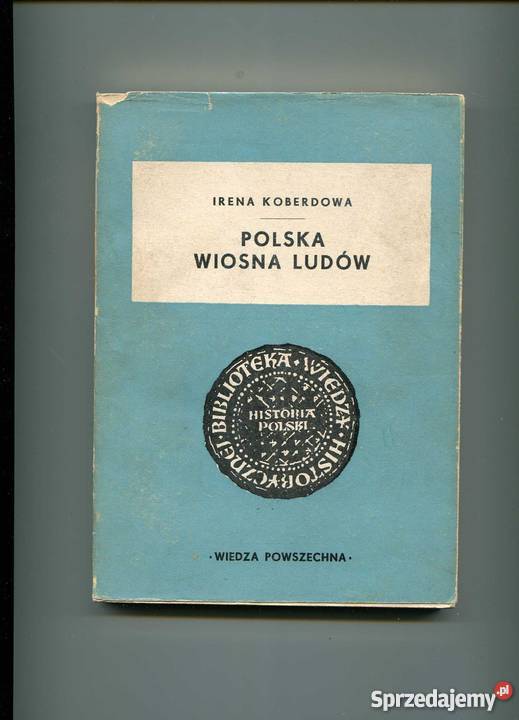 IRENA KOBERDOWA
POLSKA
WIOSNA LUDÓW
BIBLIOTEKA · WIEDZY · HISTORYCZNEJ ·
HISTORIA
POLSKI
· WIEDZA POWSZECHNA ·
Sprzedajemy.pl